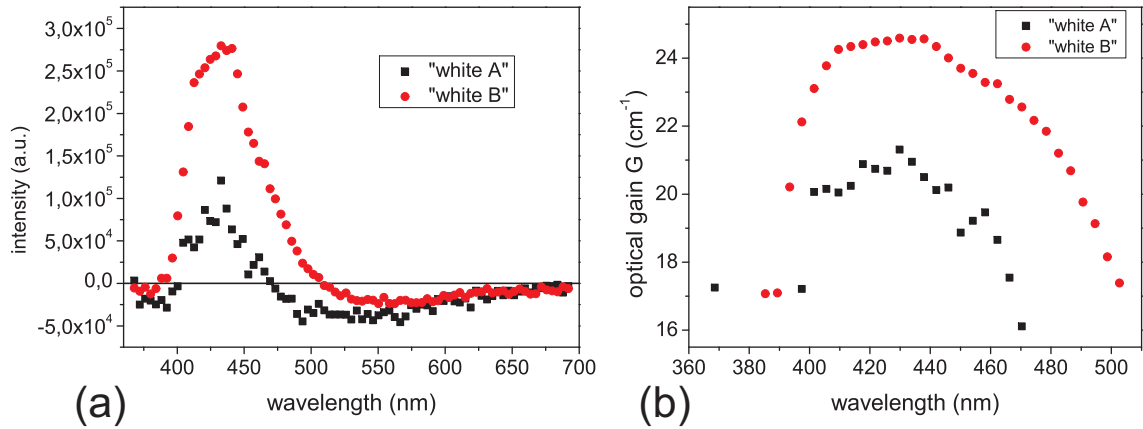 3,0x10⁵
2,5x10⁵
2,0x10⁵
1,5x10⁵
1,0x10⁵
5,0x10⁴
0,0
-5,0x10⁴
intensity (a.u.)
"white A"
"white B"
400 450 500 550 600 650 700
wavelength (nm)
(a)
24
22
20
18
16
optical gain G (cm⁻¹)
"white A"
"white B"
360 380 400 420 440 460 480 500
wavelength (nm)
(b)